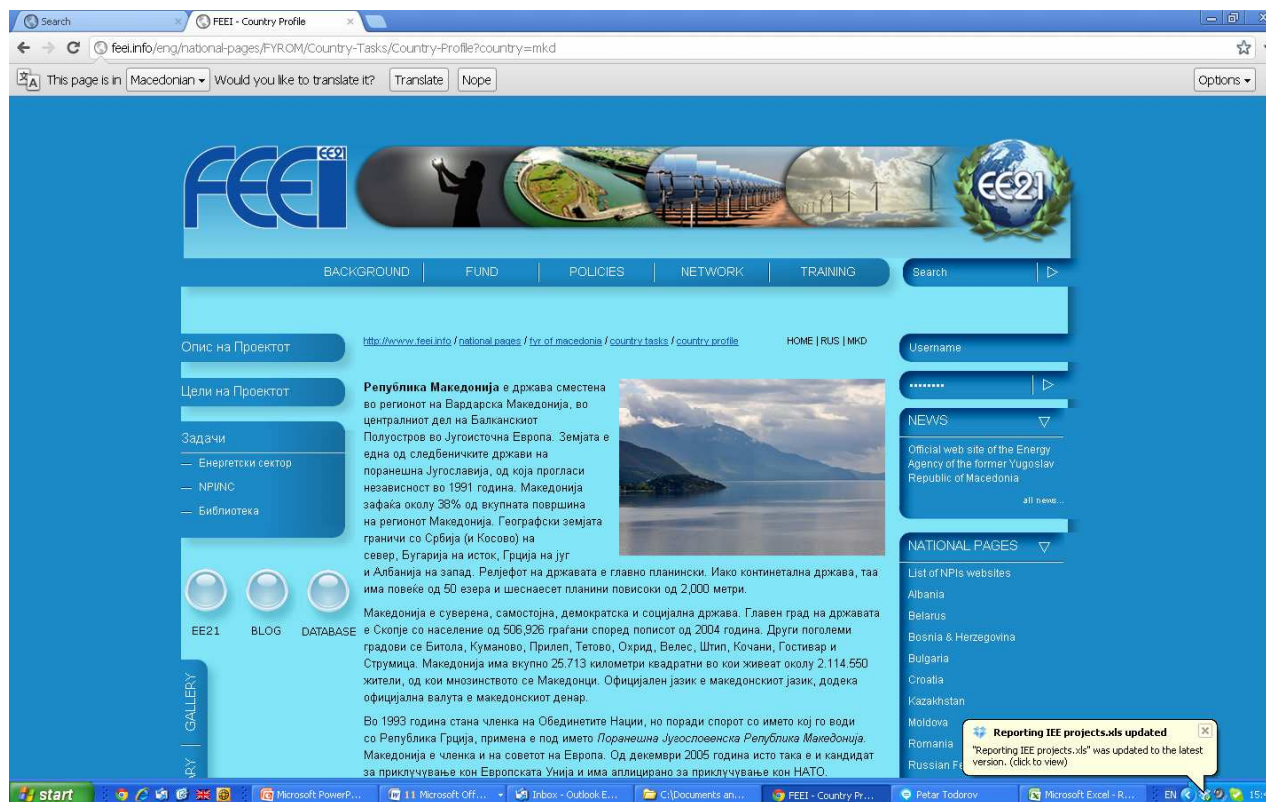 Search
FEEI - Country Profile
feei.info/eng/national-pages/FYROM/Country-Tasks/Country-Profile?country=mkd
This page is in Macedonian Would you like to translate it? Translate Nope Options
FEEI EE21
EE21
BACKGROUND FUND POLICIES NETWORK TRAINING
Search
Опис на Проектот
Цели на Проектот
Задачи
— Енергетски сектор
— NPI/NC
— Библиотека
EE21 BLOG DATABASE
GALLERY
http://www.feei.info / national pages / fyr of macedonia / country tasks / country profile
HOME | RUS | MKD
Република Македонија е држава сместена
во регионот на Вардарска Македонија, во
централниот дел на Балканскиот
Полуостров во Југоисточна Европа. Земјата е
една од следбеничките држави на
поранешна Југославија, од која прогласи
независност во 1991 година. Македонија
зафаќа околу 38% од вкупната површина
на регионот Македонија. Географски земјата
граничи со Србија (и Косово) на
север, Бугарија на исток, Грција на југ
и Албанија на запад. Релјефот на државата е главно планински. Иако континетална држава, таа
има повеќе од 50 езера и шеснаесет планини повисоки од 2,000 метри.
Македонија е суверена, самостојна, демократска и социјална држава. Главен град на државата
е Скопје со население од 506,926 граѓани според пописот од 2004 година. Други поголеми
градови се Битола, Куманово, Прилеп, Тетово, Охрид, Велес, Штип, Кочани, Гостивар и
Струмица. Македонија има вкупно 25.713 километри квадратни во кои живеат околу 2.114.550
жители, од кои мнозинството се Македонци. Официјален јазик е македонскиот јазик, додека
официјална валута е македонскиот денар.
Во 1993 година стана членка на Обединетите Нации, но поради спорот со името кој го води
со Република Грција, примена е под името Поранешна Југословенска Република Македонија.
Македонија е членка и на советот на Европа. Од декември 2005 година исто така е и кандидат
за приклучување кон Европската Унија и има аплицирано за приклучување кон НАТО.
Username
NEWS
Official web site of the Energy
Agency of the former Yugoslav
Republic of Macedonia
all news...
NATIONAL PAGES
List of NPIs websites
Albania
Belarus
Bosnia & Herzegovina
Bulgaria
Croatia
Kazakhstan
Moldova
Romania
Russian
Reporting IEE projects.xls updated
"Reporting IEE projects.xls" was updated to the latest
version. (click to view)
start Microsoft PowerP... 11 Microsoft Off... Inbox - Outlook E... C:\Documents an... FEEI - Country Pr... Petar Todorov Microsoft Excel - R... EN